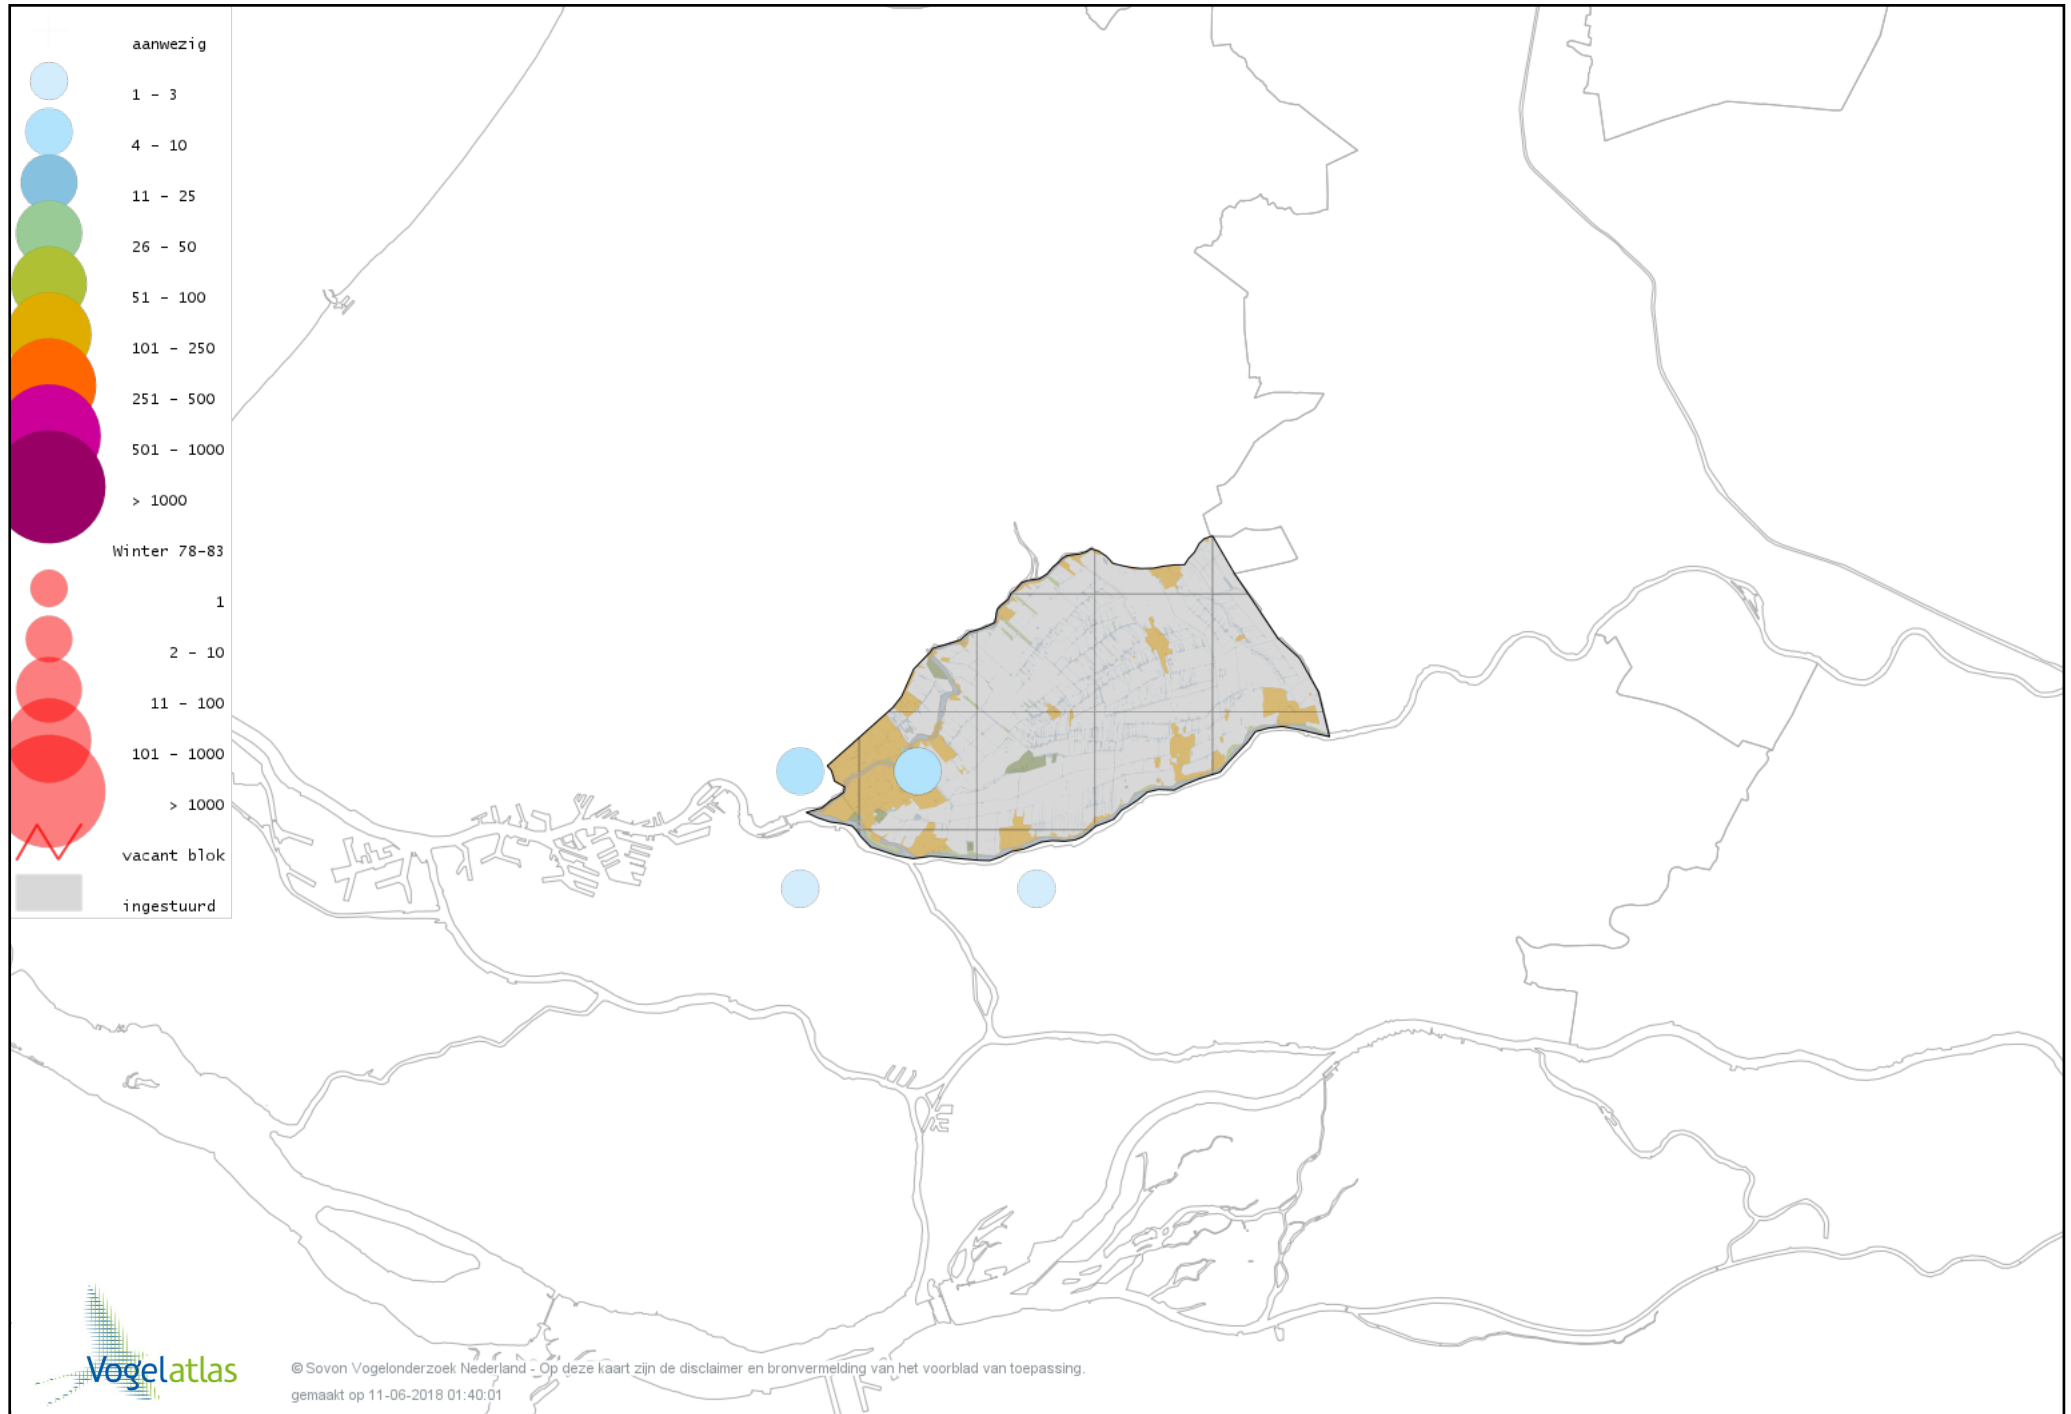 aanwezig
1 - 3
4 - 10
11 - 25
26 - 50
51 - 100
101 - 250
251 - 500
501 - 1000
> 1000
Winter 78-83
1
2 - 10
11 - 100
101 - 1000
> 1000
vacant blok
ingestuurd
Vogelatlas
© Sovon Vogelonderzoek Nederland - Op deze kaart zijn de disclaimer en bronvermelding van het voorblad van toepassing.
gemaakt op 11-06-2018 01:40:01